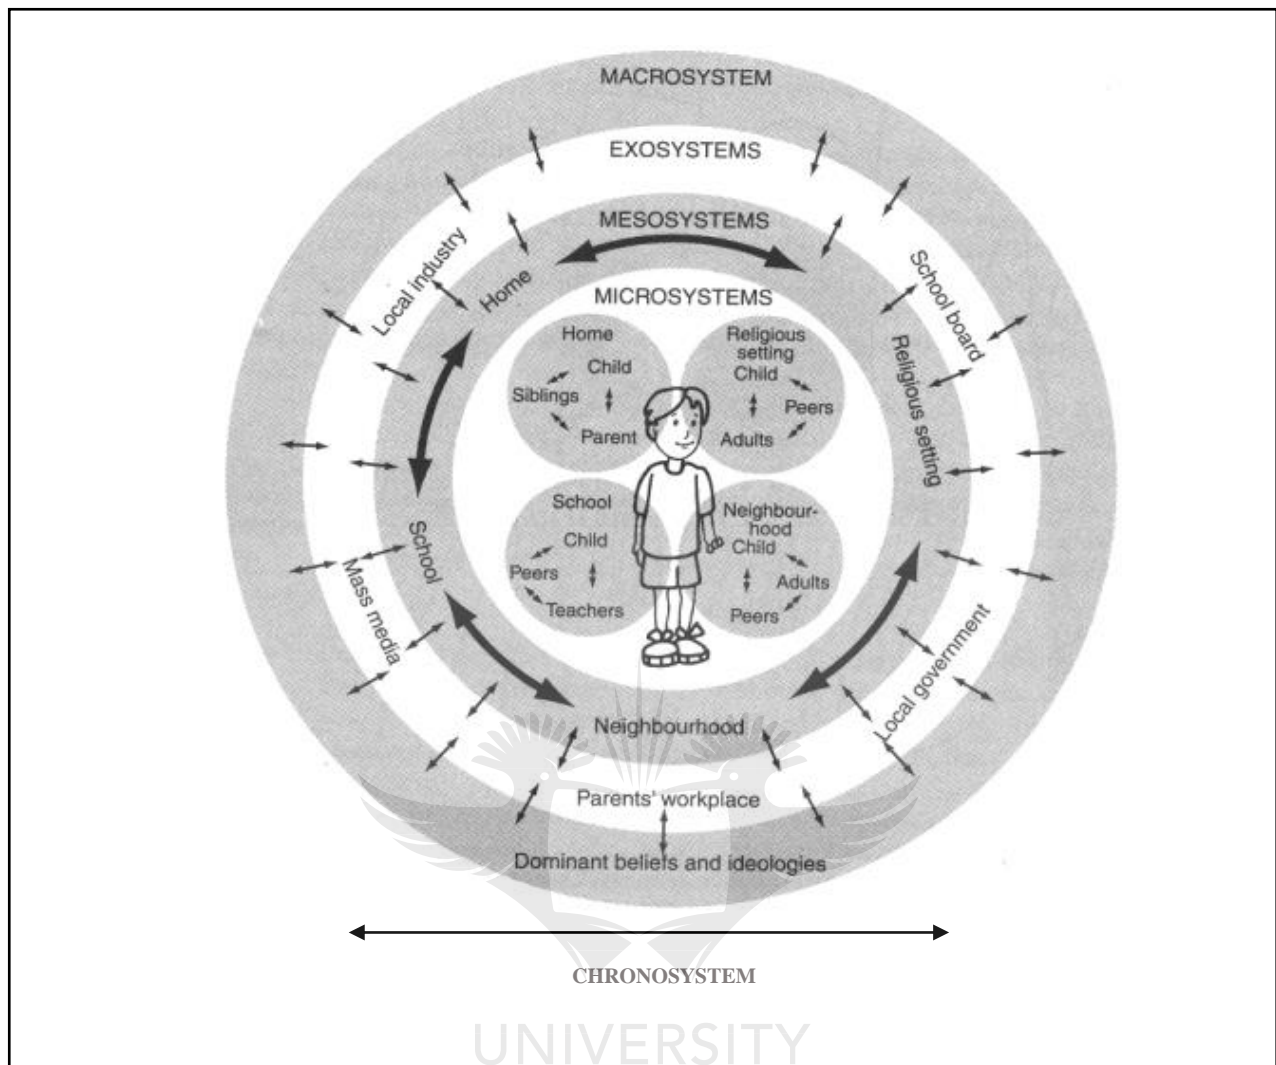 MACROSYSTEM
EXOSYSTEMS
MESOSYSTEMS
MICROSYSTEMS
Local industry
Home
School board
Religious setting
Home
Child
Siblings
Parent
Religious
setting
Child
Peers
Adults
School
Child
Peers
Teachers
Neighbour-
hood
Child
Adults
Peers
School
Mass media
Local government
Neighbourhood
Parents' workplace
Dominant beliefs and ideologies
CHRONOSYSTEM
UNIVERSITY